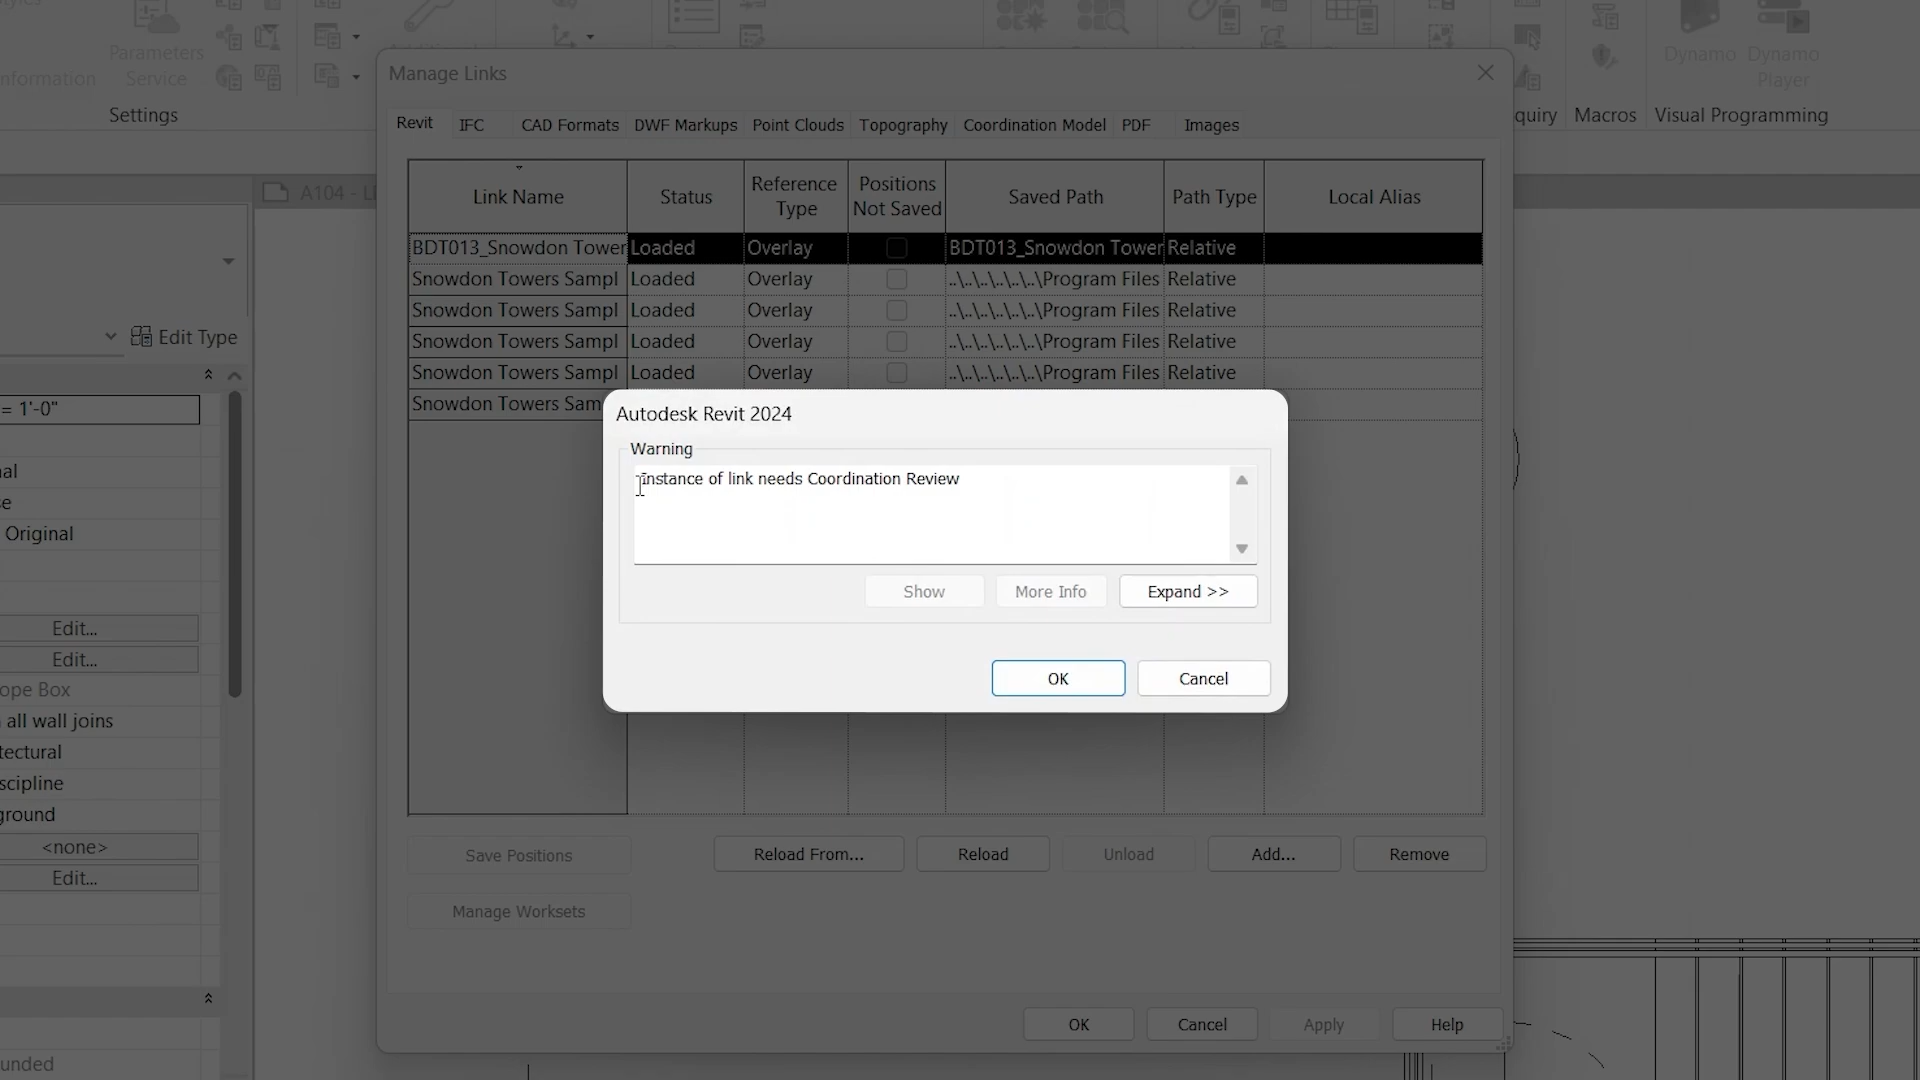 Parameters
Service
nformation
Settings
Dynamo
Dynamo
Player
quiry
Macros
Visual Programming
Manage Links
Revit
IFC
CAD Formats
DWF Markups
Point Clouds
Topography
Coordination Model
PDF
Images
A104 - L
Link Name
Status
Reference
Type
Positions
Not Saved
Saved Path
Path Type
Local Alias
BDT013_Snowdon Tower Loaded Overlay BDT013_Snowdon Tower Relative
Snowdon Towers Sampl Loaded Overlay ..\..\..\..\..\..\Program Files Relative
Snowdon Towers Sampl Loaded Overlay ..\..\..\..\..\..\Program Files Relative
Snowdon Towers Sampl Loaded Overlay ..\..\..\..\..\..\Program Files Relative
Snowdon Towers Sampl Loaded Overlay ..\..\..\..\..\..\Program Files Relative
Snowdon Towers Sam
Edit Type
= 1'-0"
al
se
Original
Edit...
Edit...
ope Box
all wall joins
tectural
scipline
ground
<none>
Edit...
unded
Autodesk Revit 2024
Warning
Instance of link needs Coordination Review
Show
More Info
Expand >>
OK
Cancel
Save Positions
Reload From...
Reload
Unload
Add...
Remove
Manage Worksets
OK
Cancel
Apply
Help